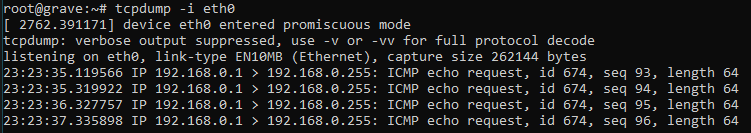 root@grave:~# tcpdump -i eth0
[ 2762.391171] device eth0 entered promiscuous mode
tcpdump: verbose output suppressed, use -v or -vv for full protocol decode
listening on eth0, link-type EN10MB (Ethernet), capture size 262144 bytes
23:23:35.119566 IP 192.168.0.1 > 192.168.0.255: ICMP echo request, id 674, seq 93, length 64
23:23:35.319922 IP 192.168.0.1 > 192.168.0.255: ICMP echo request, id 674, seq 94, length 64
23:23:36.327757 IP 192.168.0.1 > 192.168.0.255: ICMP echo request, id 674, seq 95, length 64
23:23:37.335898 IP 192.168.0.1 > 192.168.0.255: ICMP echo request, id 674, seq 96, length 64